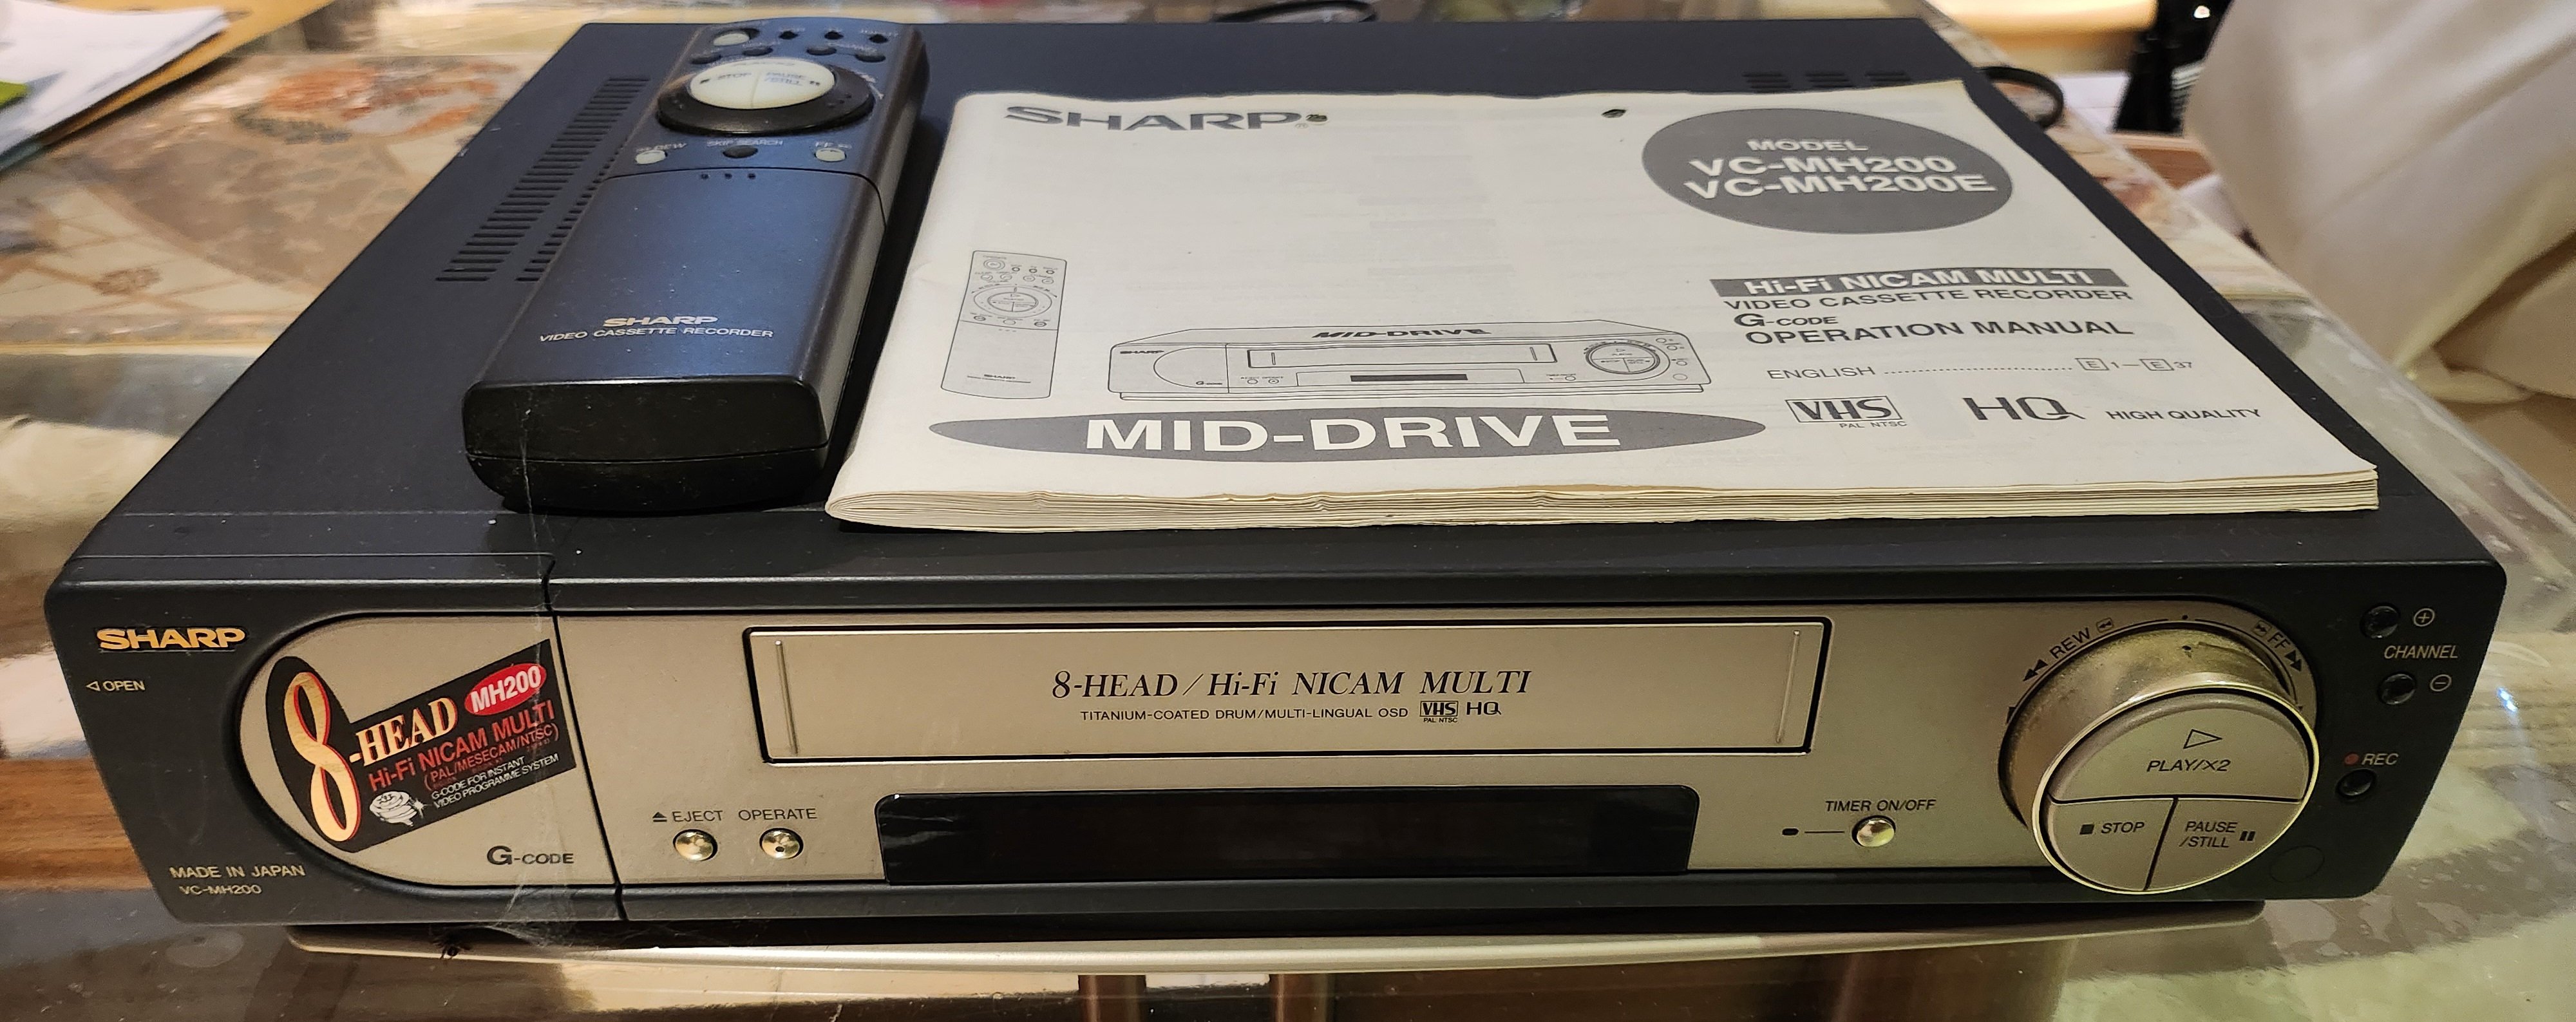 STOP
PAUSE
/STILL
REW
SKIP SEARCH
FF
SHARP
VIDEO CASSETTE RECORDER
SHARP
MODEL
VC-MH200
VC-MH200E
Hi-Fi NICAM MULTI
VIDEO CASSETTE RECORDER
G-CODE
OPERATION MANUAL
ENGLISH ........................................ E 1—E 37
VHS
PAL NTSC
HQ HIGH QUALITY
MID-DRIVE
SHARP
MID-DRIVE
SHARP
◁ OPEN
8-HEAD MH200
Hi-Fi NICAM MULTI
(PAL/MESECAM/NTSC)
G-CODE FOR INSTANT
VIDEO PROGRAMME SYSTEM
G-CODE
MADE IN JAPAN
VC-MH200
8-HEAD / Hi-Fi NICAM MULTI
TITANIUM-COATED DRUM/MULTI-LINGUAL OSD VHS HQ
PAL NTSC
EJECT OPERATE
TIMER ON/OFF
REW
FF
PLAY/X2
STOP
PAUSE
/STILL
CHANNEL
REC